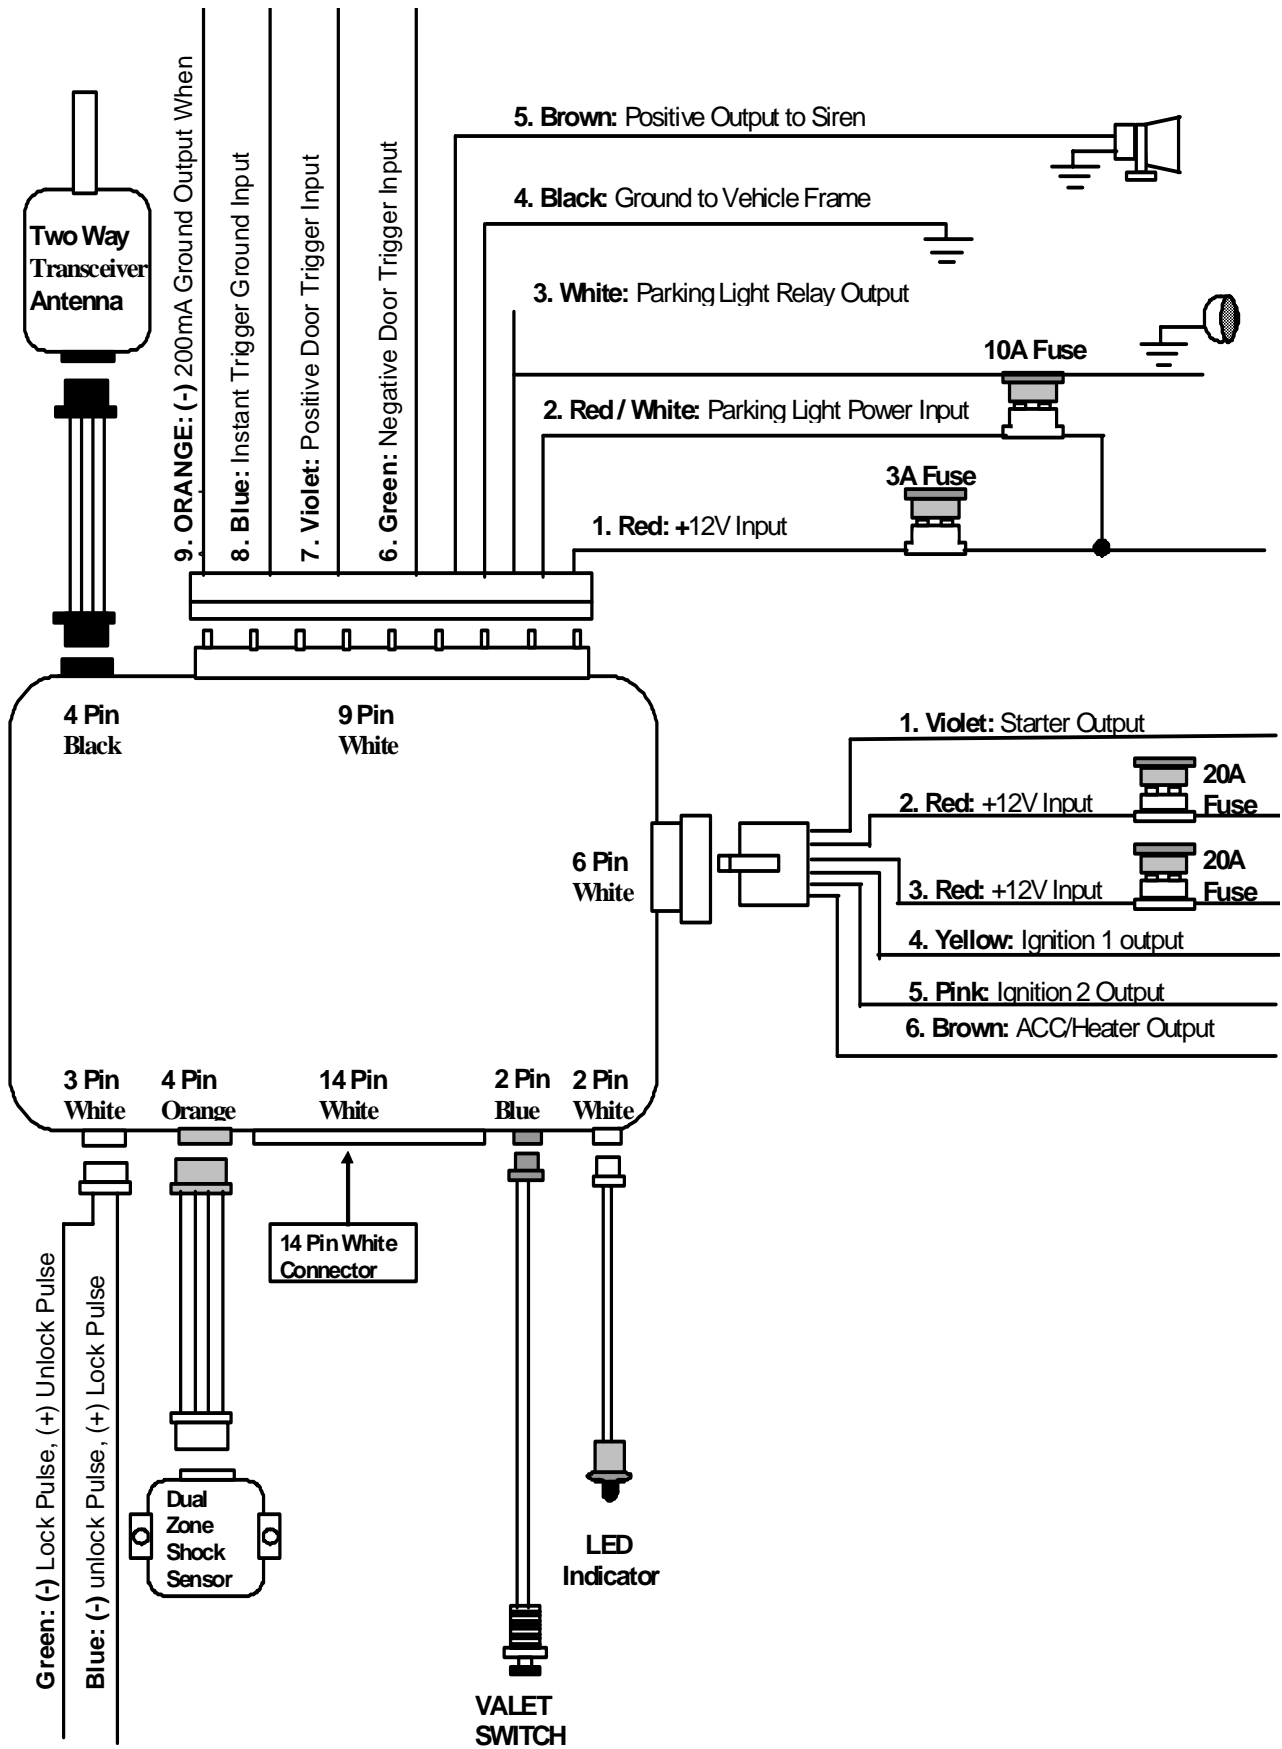 9. ORANGE: (-) 200mA Ground Output When
8. Blue: Instant Trigger Ground Input
7. Violet: Positive Door Trigger Input
6. Green: Negative Door Trigger Input
5. Brown: Positive Output to Siren
4. Black: Ground to Vehicle Frame
3. White: Parking Light Relay Output
10A Fuse
2. Red / White: Parking Light Power Input
3A Fuse
1. Red: +12V Input
Two Way
Transceiver
Antenna
4 Pin
Black
9 Pin
White
6 Pin
White
1. Violet: Starter Output
20A
Fuse
2. Red: +12V Input
20A
Fuse
3. Red: +12V Input
4. Yellow: Ignition 1 output
5. Pink: Ignition 2 Output
6. Brown: ACC/Heater Output
3 Pin
White
4 Pin
Orange
14 Pin
White
2 Pin
Blue
2 Pin
White
14 Pin White
Connector
Green: (-) Lock Pulse, (+) Unlock Pulse
Blue: (-) unlock Pulse, (+) Lock Pulse
Dual
Zone
Shock
Sensor
LED
Indicator
VALET
SWITCH